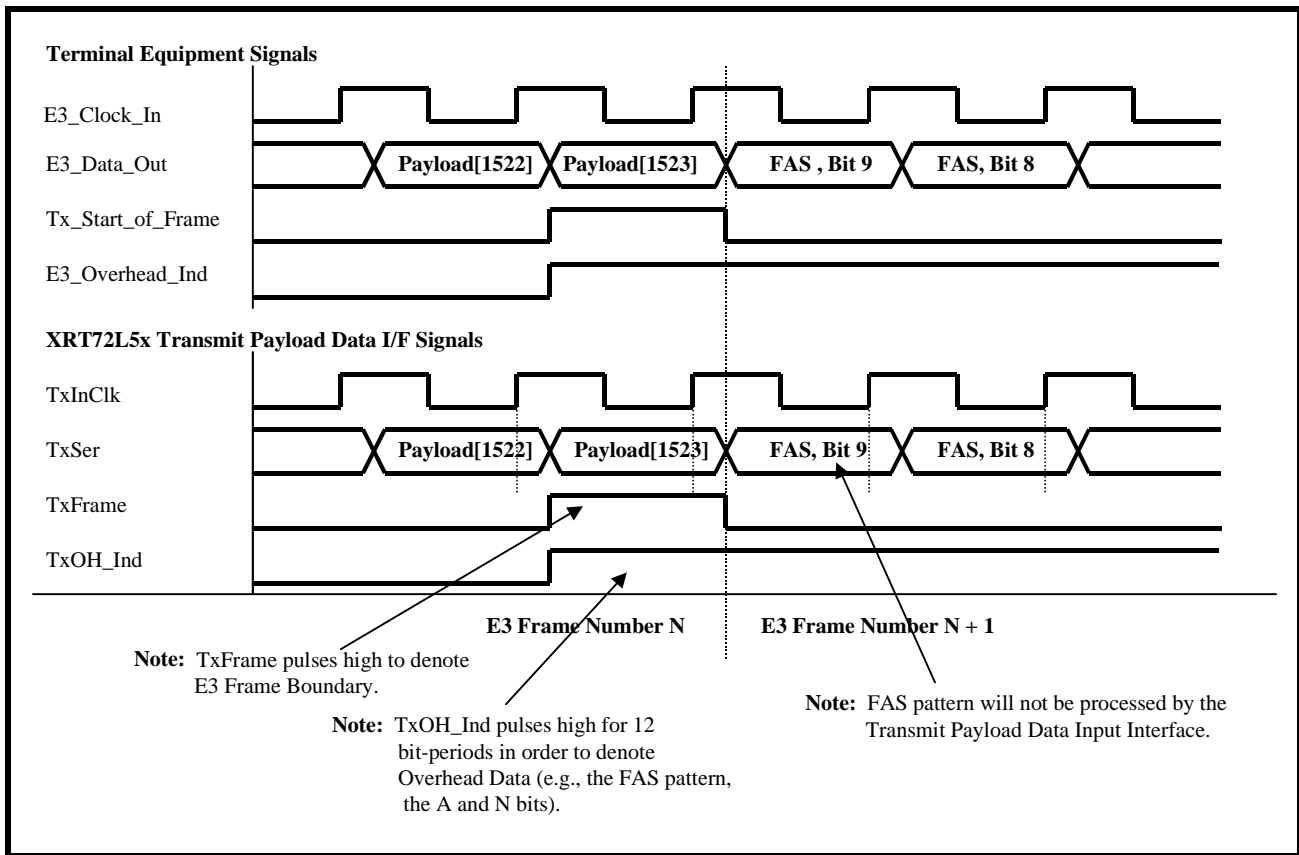 Terminal Equipment Signals
E3_Clock_In
E3_Data_Out
Payload[1522] Payload[1523] FAS , Bit 9 FAS, Bit 8
Tx_Start_of_Frame
E3_Overhead_Ind
XRT72L5x Transmit Payload Data I/F Signals
TxInClk
TxSer
Payload[1522] Payload[1523] FAS, Bit 9 FAS, Bit 8
TxFrame
TxOH_Ind
E3 Frame Number N E3 Frame Number N + 1
Note: TxFrame pulses high to denote
E3 Frame Boundary.
Note: TxOH_Ind pulses high for 12
bit-periods in order to denote
Overhead Data (e.g., the FAS pattern,
the A and N bits).
Note: FAS pattern will not be processed by the
Transmit Payload Data Input Interface.